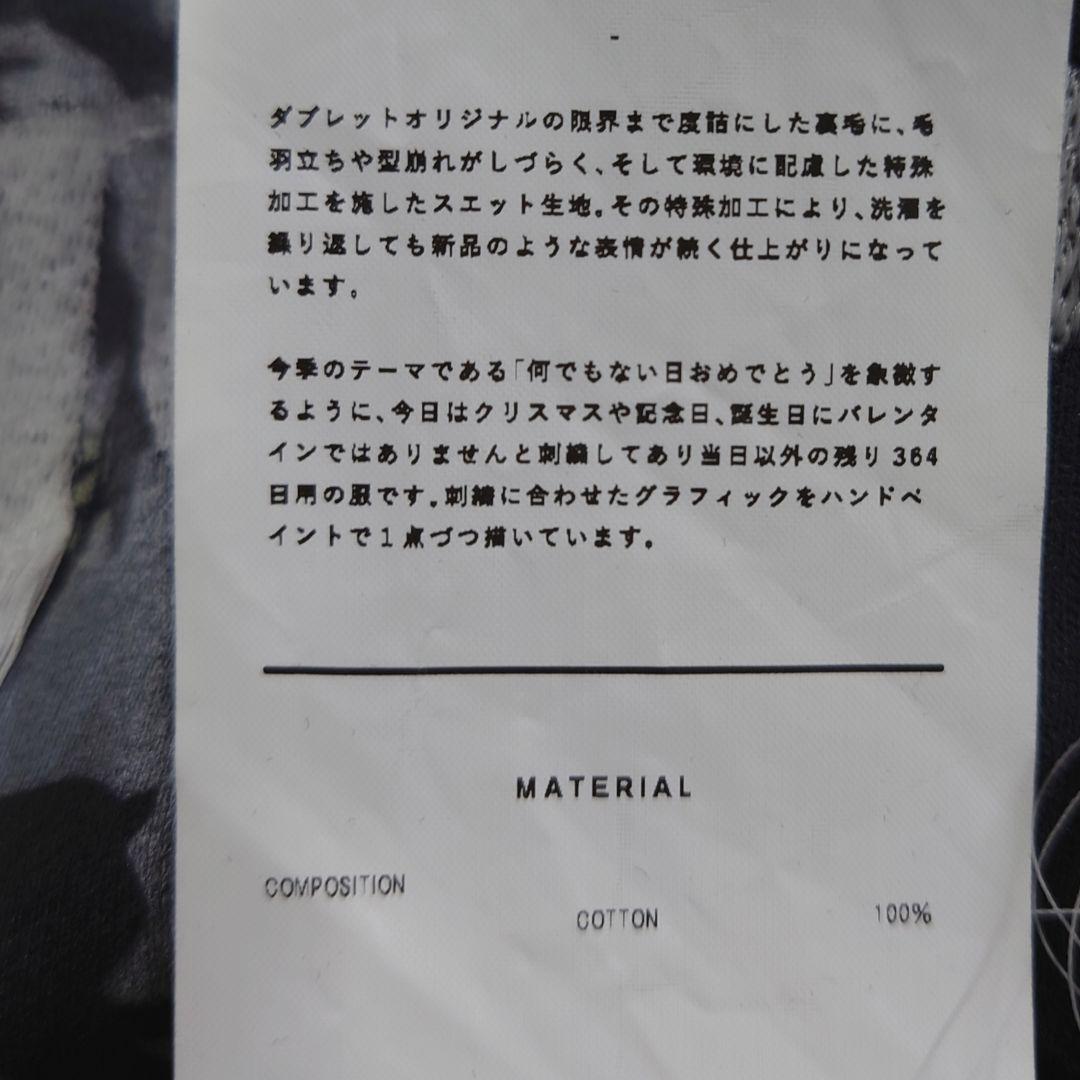 ダブレットオリジナルの限界まで度詰にした裏毛に、毛
羽立ちや型崩れがしづらく、そして環境に配慮した特殊
加工を施したスエット生地。その特殊加工により、洗濯を
繰り返しても新品のような表情が続く仕上がりになって
います。
今季のテーマである「何でもない日おめでとう」を象徴す
るように、今日はクリスマスや記念日、誕生日にバレンタ
インではありませんと刺繍してあり当日以外の残り 364
日用の服です。刺繍に合わせたグラフィックをハンドペ
イントで1点づつ描いています。
MATERIAL
COMPOSITION
COTTON 100%